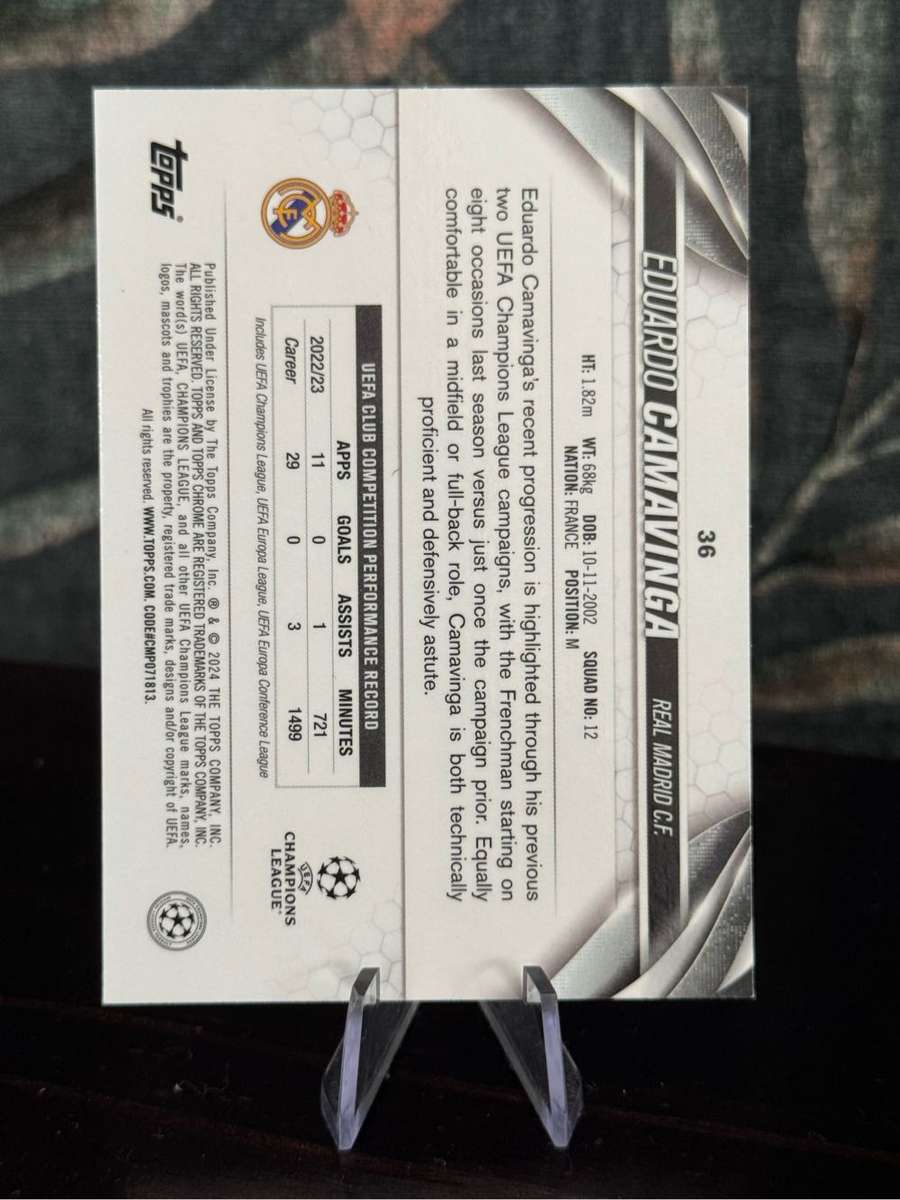 36
EDUARDO CAMAVINGA REAL MADRID C.F.
HT: 1.82m WT: 68kg DOB: 10-11-2002 SQUAD NO: 12
NATION: FRANCE POSITION: M
Eduardo Camavinga's recent progression is highlighted through his previous
two UEFA Champions League campaigns, with the Frenchman starting on
eight occasions last season versus just once the campaign prior. Equally
comfortable in a midfield or full-back role, Camavinga is both technically
proficient and defensively astute.
UEFA CLUB COMPETITION PERFORMANCE RECORD
APPS GOALS ASSISTS MINUTES
2022/23 11 0 1 721
Career 29 0 3 1499
Includes UEFA Champions League, UEFA Europa League, UEFA Europa Conference League
UEFA
CHAMPIONS
LEAGUE
topps®
Published Under License by The Topps Company, Inc. ® & © 2024 THE TOPPS COMPANY, INC.
ALL RIGHTS RESERVED. TOPPS AND TOPPS CHROME ARE REGISTERED TRADEMARKS OF THE TOPPS COMPANY, INC.
The word(s) UEFA, CHAMPIONS LEAGUE, and all other UEFA Champions League marks, names,
logos, mascots and trophies are the property, registered trade marks, designs and/or copyright of UEFA.
All rights reserved. WWW.TOPPS.COM. CODE#CMP071813.